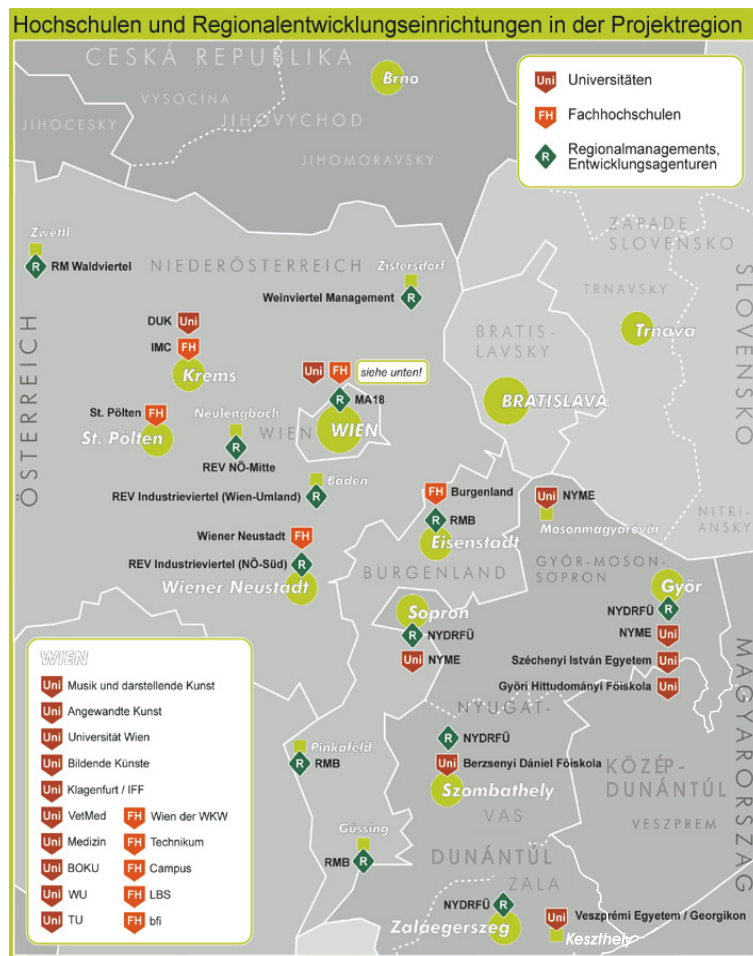 Hochschulen und Regionalentwicklungseinrichtungen in der Projektregion
ČESKÁ REPUBLIKA
Brno
VYSOCINA
JIHOCESKY
JIHOVYCHOD
JIHOMORAVSKY
Uni Universitäten
FH Fachhochschulen
R Regionalmanagements,
Entwicklungsagenturen
ZAPADE
SLOVENSKO
SLOVENSKO
TRNAVSKY
Trnava
Zwettl
R RM Waldviertel
NIEDERÖSTERREICH
Zistersdorf
Weinviertel Management R
ÖSTERREICH
DUK Uni
IMC FH
Krems
BRATIS-
LAVSKY
BRATISLAVA
Uni FH siehe unten!
R MA18
WIEN
WIEN
St. Pölten FH
St. Pölten
Neulengbach
R
REV NÖ-Mitte
Baden
REV Industrieviertel (Wien-Umland) R
FH Burgenland
R RMB
Eisenstadt
Uni NYME
Mosonmagyaróvár
NITRI-
ANSKY
Wiener Neustadt FH
REV Industrieviertel (NÖ-Süd) R
Wiener Neustadt
BURGENLAND
GYÖR-MOSON-
SOPRON
Györ
NYDRFÜ R
NYME Uni
Széchenyi István Egyetem Uni
Györi Hittudományi Föiskola Uni
MAGYARORSZAG
Sopron
R NYDRFÜ
Uni NYME
NYUGAT-
R NYDRFÜ
Uni Berzsenyi Dániel Föiskola
Szombathely
VAS
KÖZÉP-
DUNÁNTÚL
VESZPREM
Pinkafeld
R RMB
Güssing
RMB R
DUNÁNTÚL
ZALA
NYDRFÜ R
Zalaegerszeg
Uni Veszprémi Egyetem / Georgikon
Keszthely
WIEN
Uni Musik und darstellende Kunst
Uni Angewandte Kunst
Uni Universität Wien
Uni Bildende Künste
Uni Klagenfurt / IFF
Uni VetMed FH Wien der WKW
Uni Medizin FH Technikum
Uni BOKU FH Campus
Uni WU FH LBS
Uni TU FH bfi